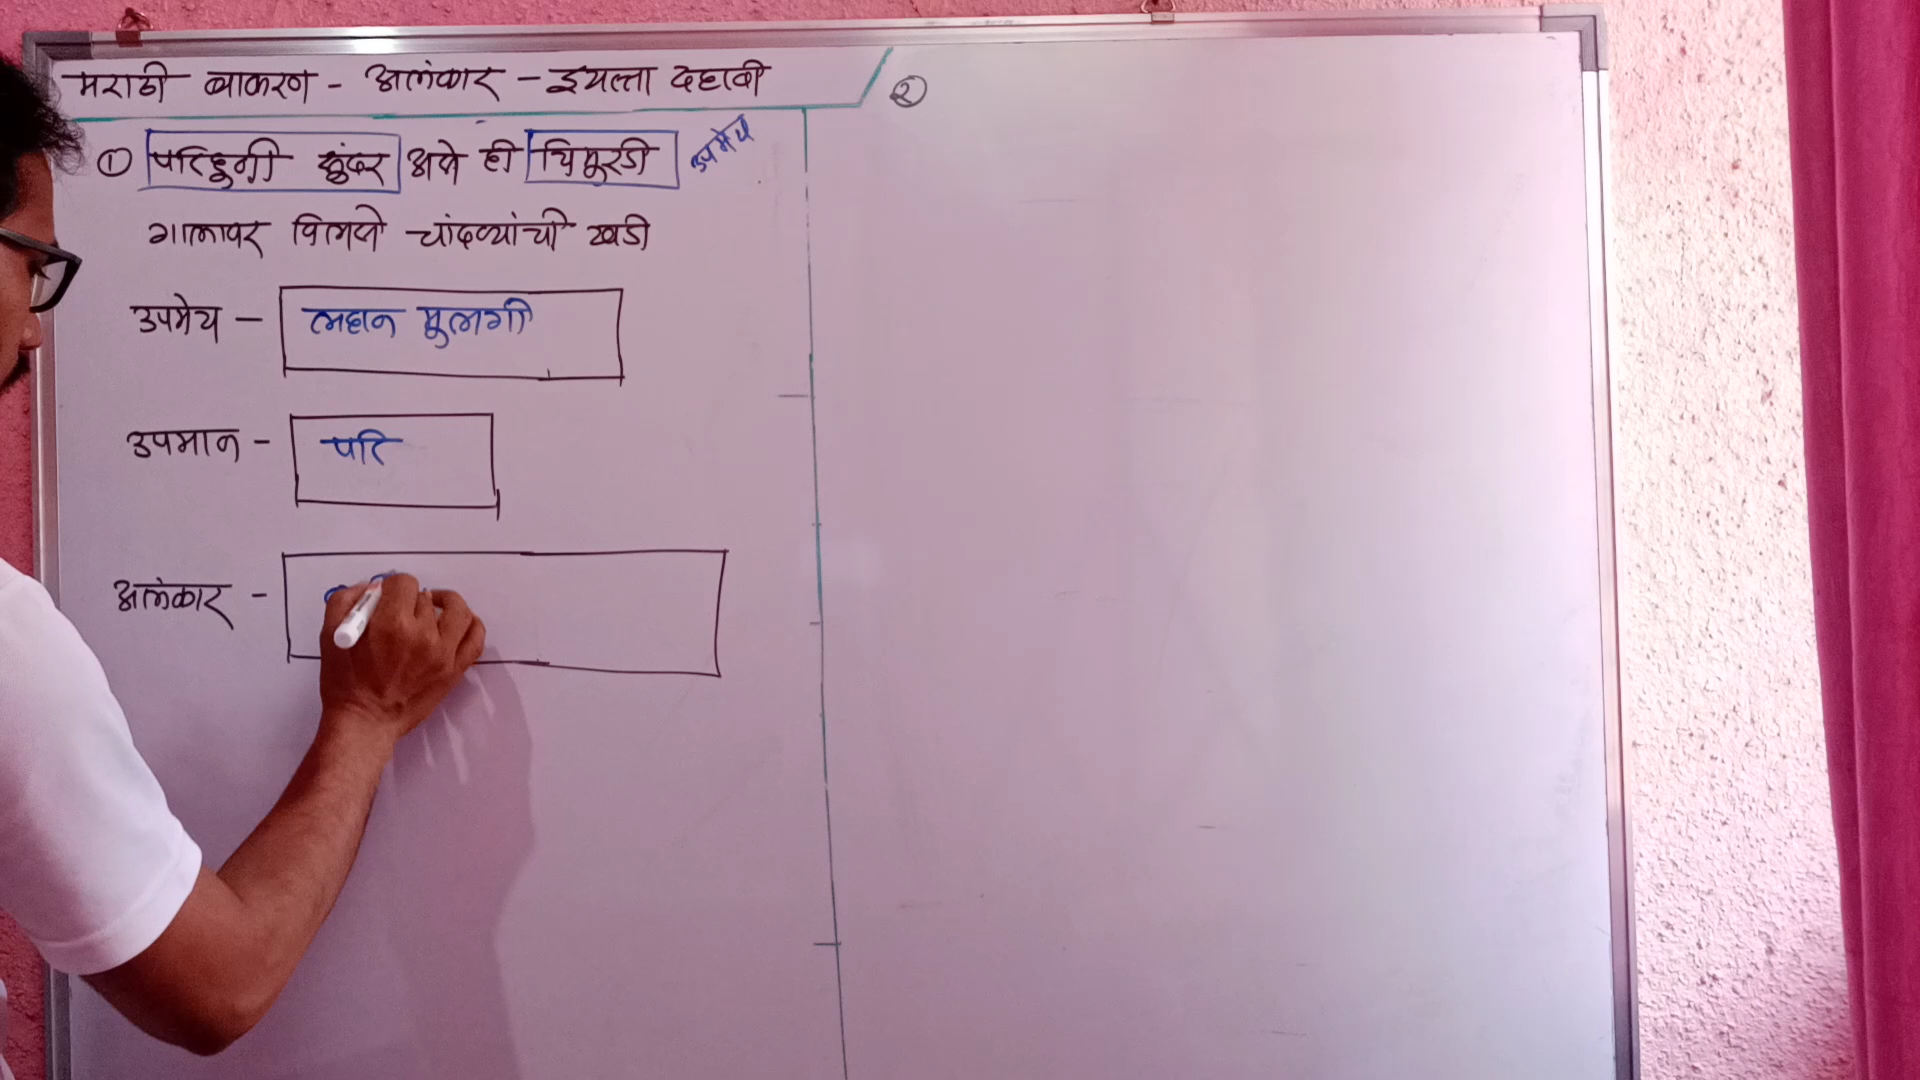 मराठी व्याकरण - अलंकार - इयत्ता दहावी
① परिहुनी सुंदर असे ही चिमुरडी उपमेय
गालावर विलसे चांदण्यांची खडी
उपमेय - लहान मुलगी
उपमान - परि
अलंकार -
②